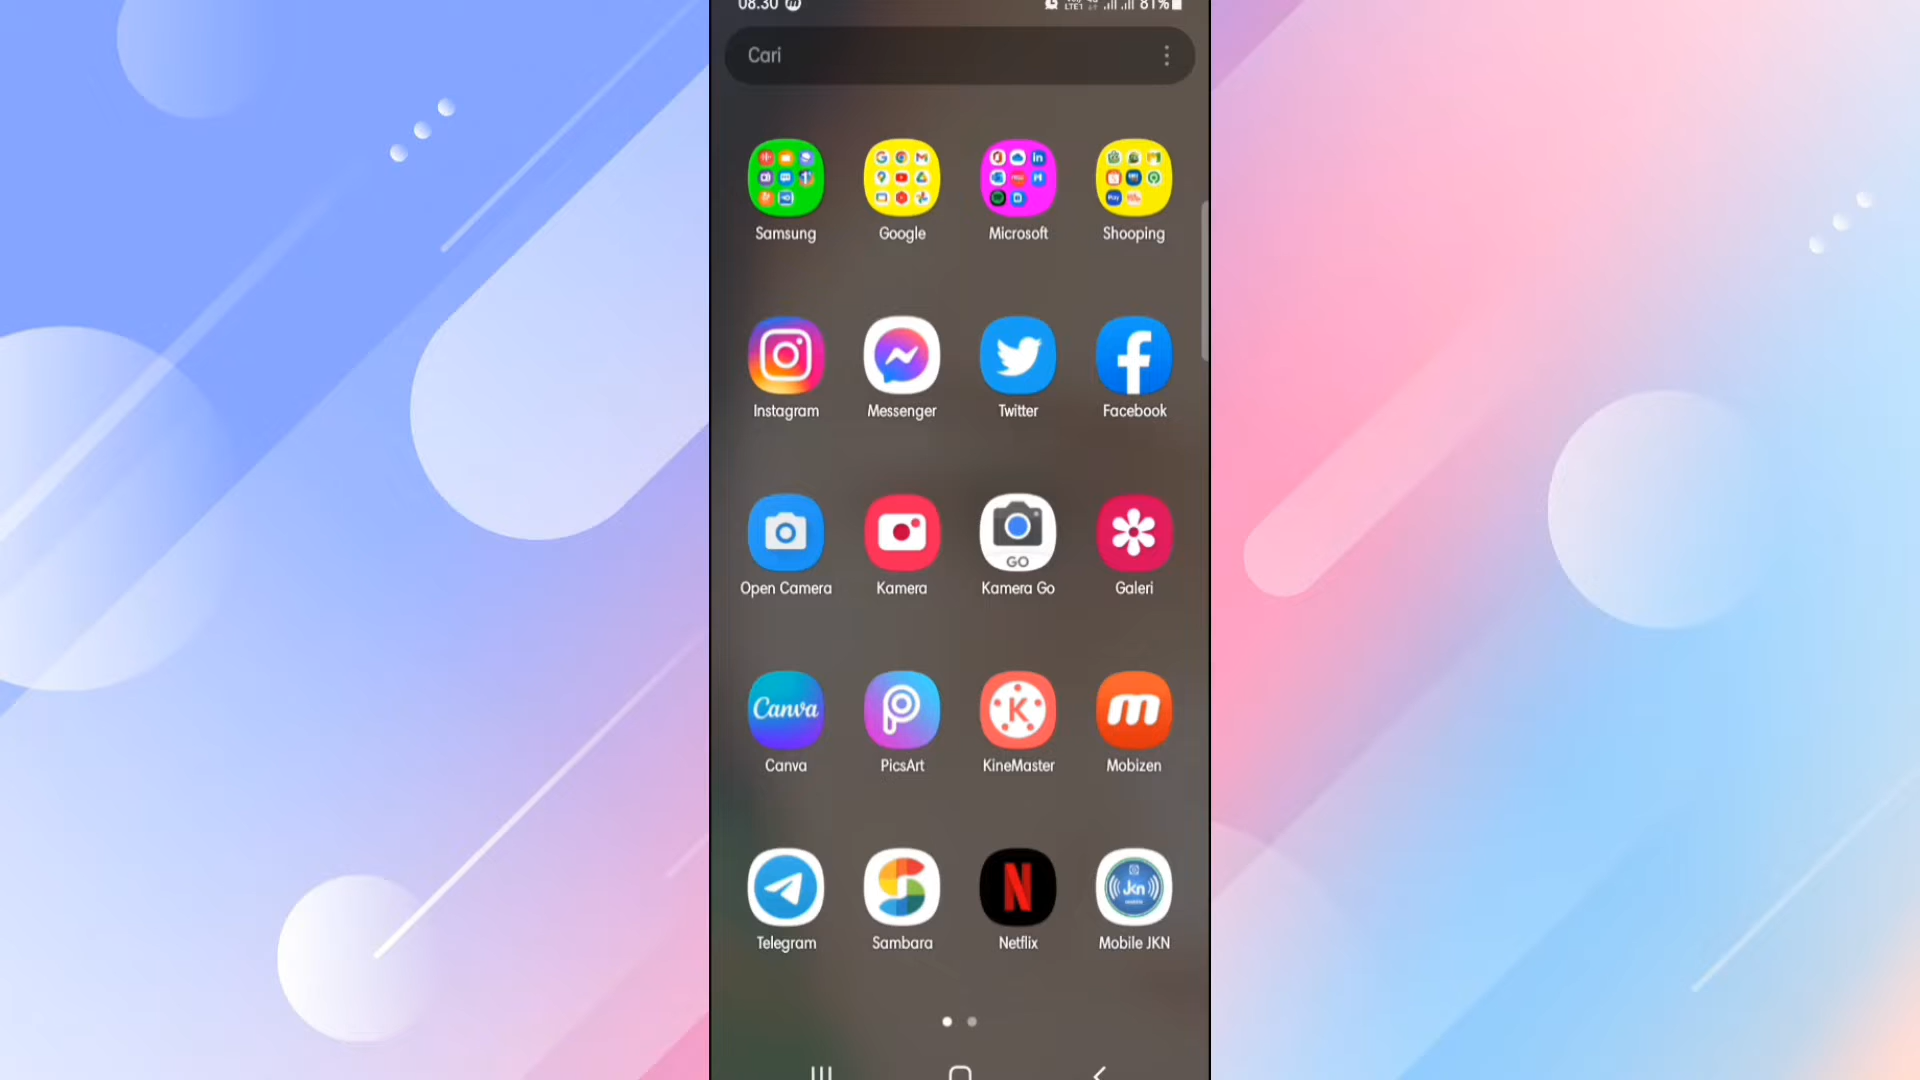 08.30
81%
Cari
Samsung
Google
Microsoft
Shooping
Instagram
Messenger
Twitter
Facebook
GO
Open Camera
Kamera
Kamera Go
Galeri
Canva
Canva
PicsArt
KineMaster
Mobizen
Jkn
Telegram
Sambara
Netflix
Mobile JKN